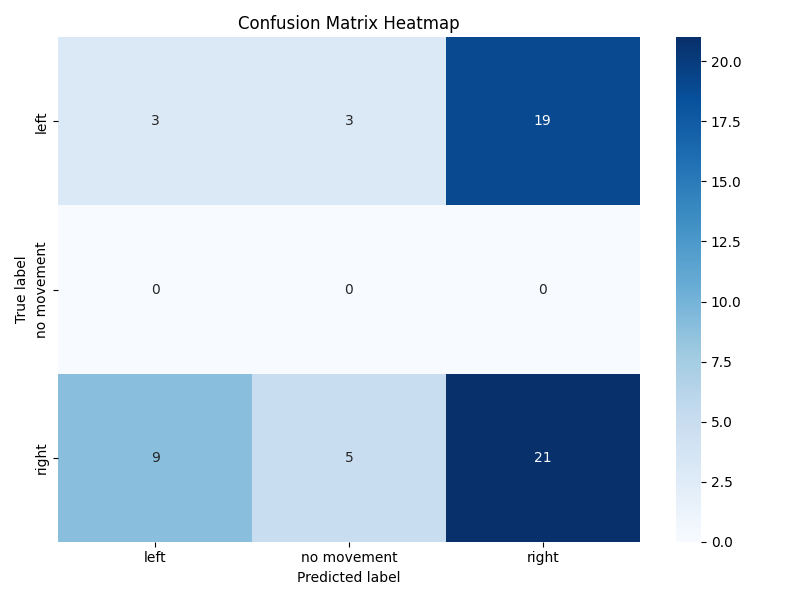 Confusion Matrix Heatmap
left
3
3
19
no movement
0
0
0
right
9
5
21
True label
left
no movement
right
Predicted label
20.0
17.5
15.0
12.5
10.0
7.5
5.0
2.5
0.0